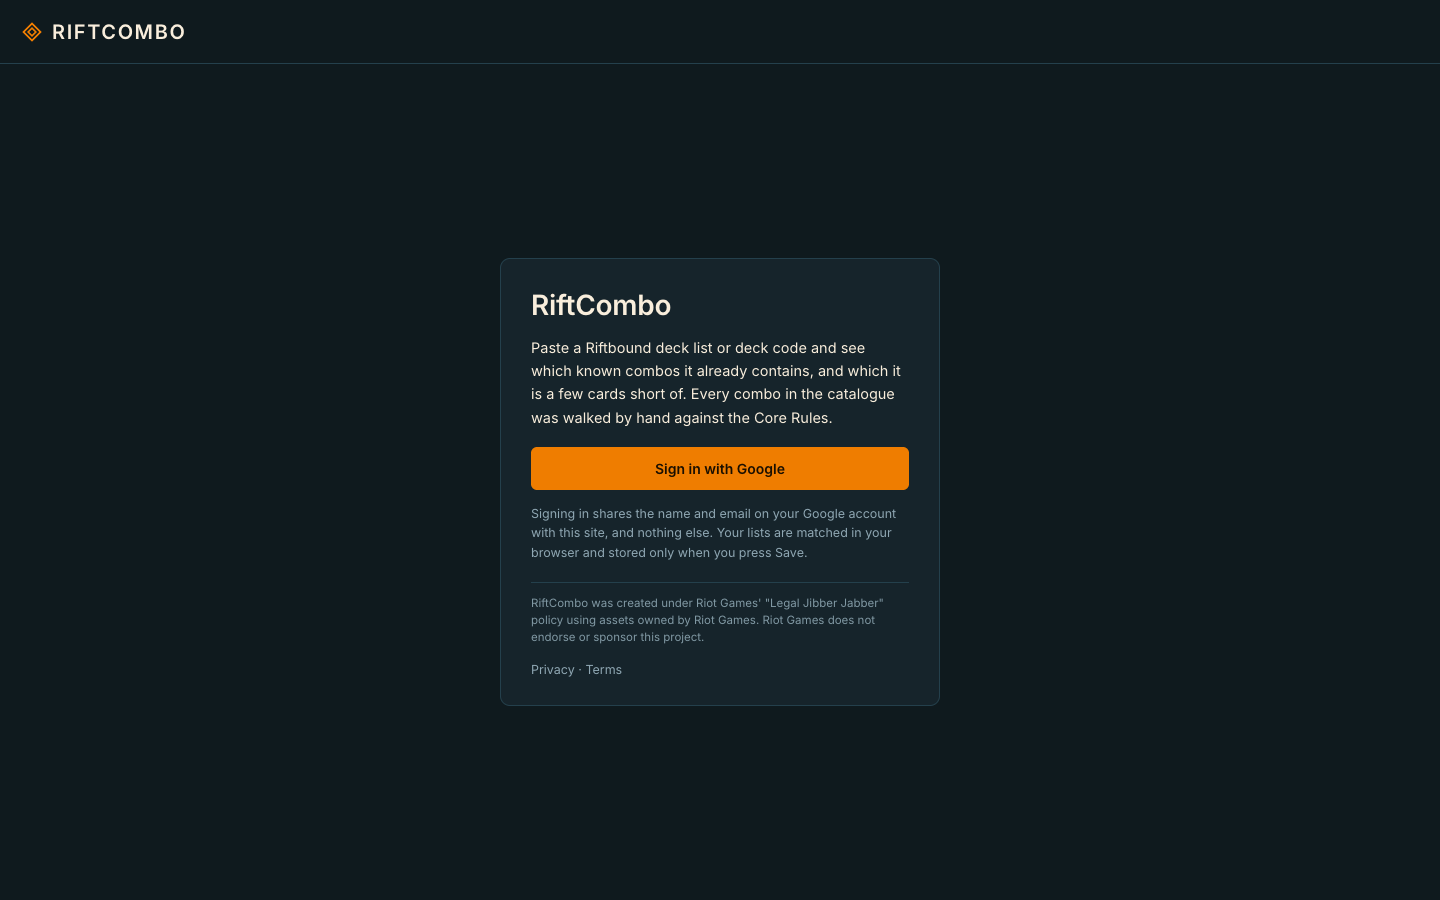 RIFTCOMBO
RiftCombo
Paste a Riftbound deck list or deck code and see
which known combos it already contains, and which it
is a few cards short of. Every combo in the catalogue
was walked by hand against the Core Rules.
Sign in with Google
Signing in shares the name and email on your Google account
with this site, and nothing else. Your lists are matched in your
browser and stored only when you press Save.
RiftCombo was created under Riot Games' "Legal Jibber Jabber"
policy using assets owned by Riot Games. Riot Games does not
endorse or sponsor this project.
Privacy · Terms